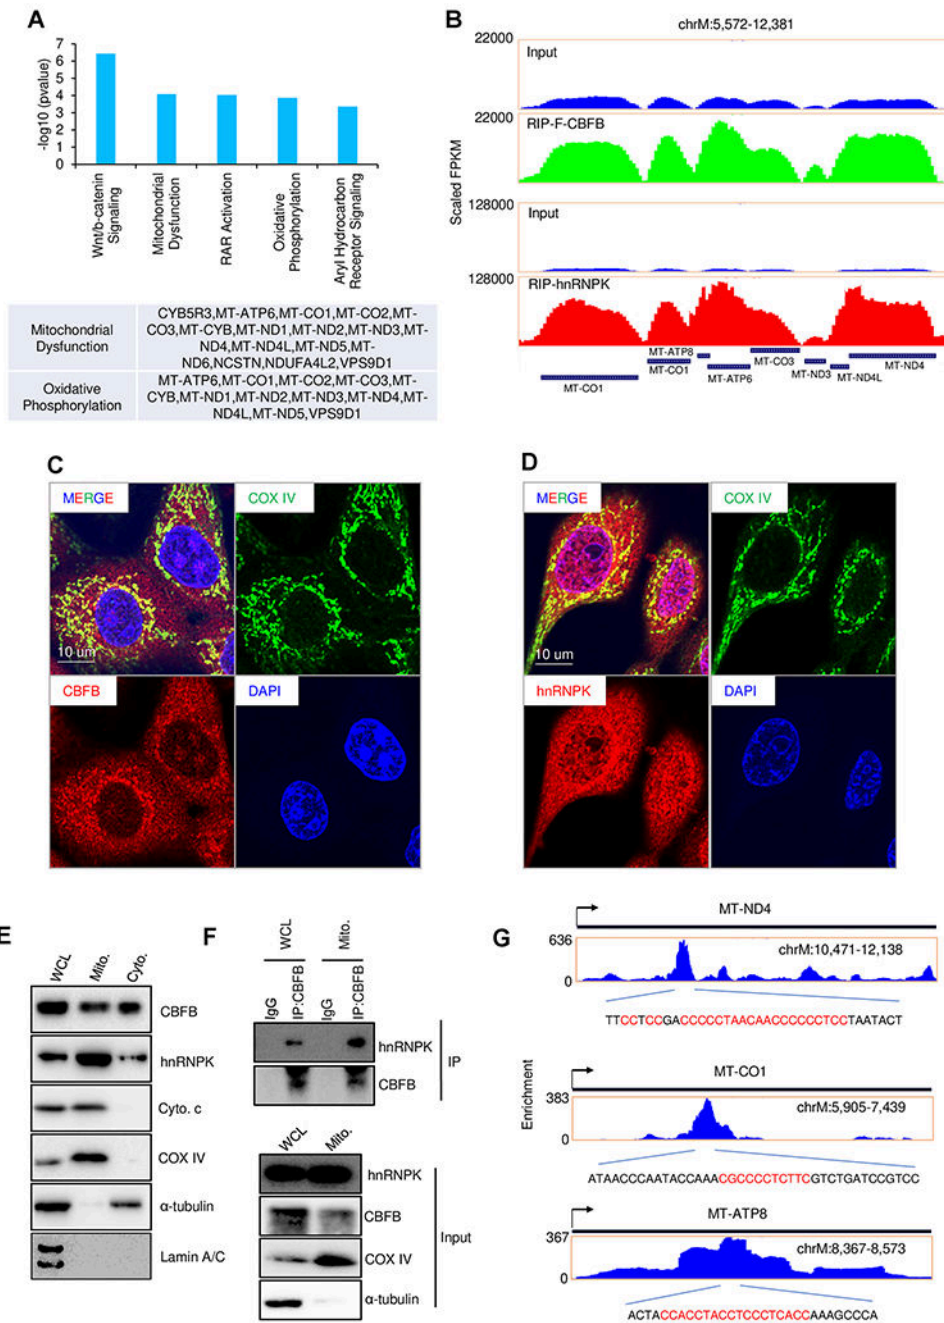 A
-log10 (pvalue)
7
6
5
4
3
2
1
0
Wnt/b-catenin
Signaling
Mitochondrial
Dysfunction
RAR Activation
Oxidative
Phosphorylation
Aryl Hydrocarbon
Receptor Signaling
Mitochondrial
Dysfunction
CYB5R3,MT-ATP6,MT-CO1,MT-CO2,MT-
CO3,MT-CYB,MT-ND1,MT-ND2,MT-ND3,MT-
ND4,MT-ND4L,MT-ND5,MT-
ND6,NCSTN,NDUFA4L2,VPS9D1
Oxidative
Phosphorylation
MT-ATP6,MT-CO1,MT-CO2,MT-CO3,MT-
CYB,MT-ND1,MT-ND2,MT-ND3,MT-ND4,MT-
ND4L,MT-ND5,VPS9D1
B
chrM:5,572-12,381
Scaled FPKM
22000
Input
22000
RIP-F-CBFB
128000
Input
128000
RIP-hnRNPK
MT-CO1
MT-ATP8
MT-CO1
MT-ATP6
MT-CO3
MT-ND3
MT-ND4L
MT-ND4
C
MERGE
COX IV
10 um
CBFB
DAPI
D
MERGE
COX IV
10 um
hnRNPK
DAPI
E
WCL
Mito.
Cyto.
CBFB
hnRNPK
Cyto. c
COX IV
α-tubulin
Lamin A/C
F
WCL
Mito.
IgG
IP:CBFB
IgG
IP:CBFB
hnRNPK
CBFB
IP
WCL
Mito.
hnRNPK
CBFB
COX IV
α-tubulin
Input
G
Enrichment
MT-ND4
636
0
chrM:10,471-12,138
TTCCTCCGACCCCCTAACAACCCCCCTCCTAATACT
MT-CO1
383
0
chrM:5,905-7,439
ATAACCCAATACCAAACGCCCCTCTTCGTCTGATCCGTCC
MT-ATP8
367
0
chrM:8,367-8,573
ACTACCACCTACCTCCCTCACCAAAGCCCA